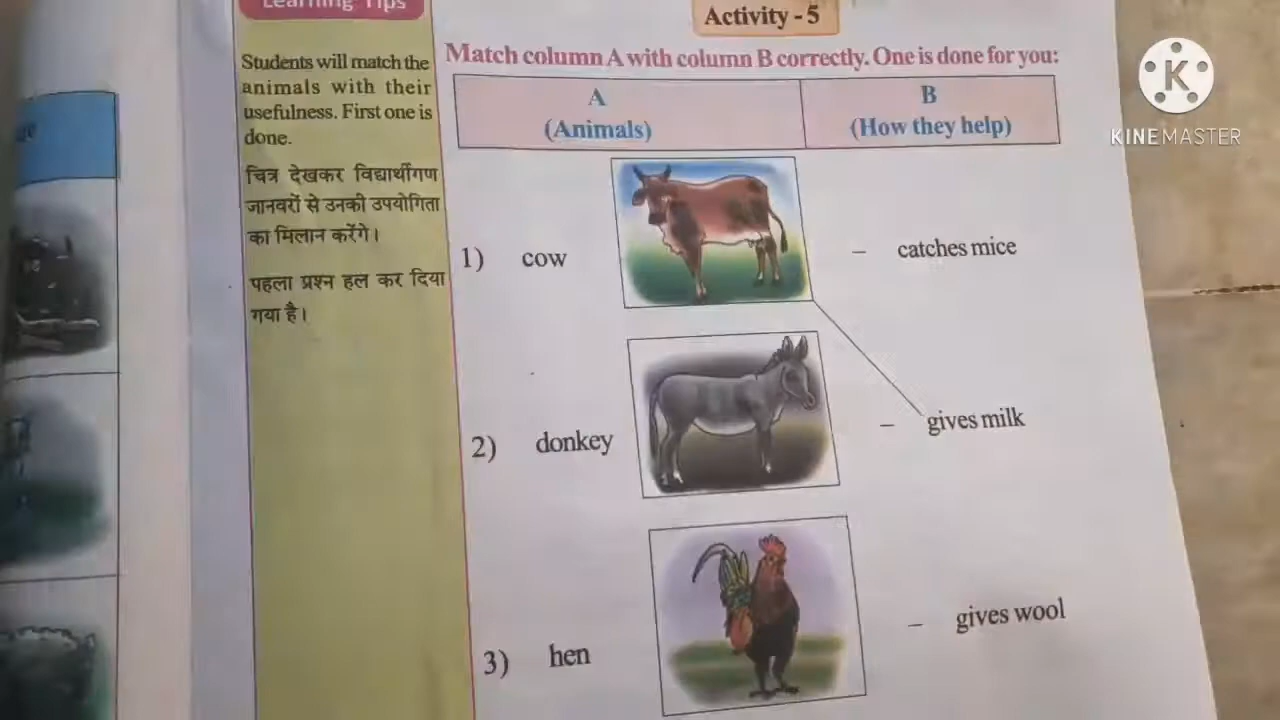 Learning Tips
Students will match the
animals with their
usefulness. First one is
done.
चित्र देखकर विद्यार्थीगण
जानवरों से उनकी उपयोगिता
का मिलान करेंगे।
पहला प्रश्न हल कर दिया
गया है।
Activity - 5
Match column A with column B correctly. One is done for you:
A
(Animals)
B
(How they help)
1) cow – catches mice
– gives milk
2) donkey
3) hen – gives wool
KINEMASTER